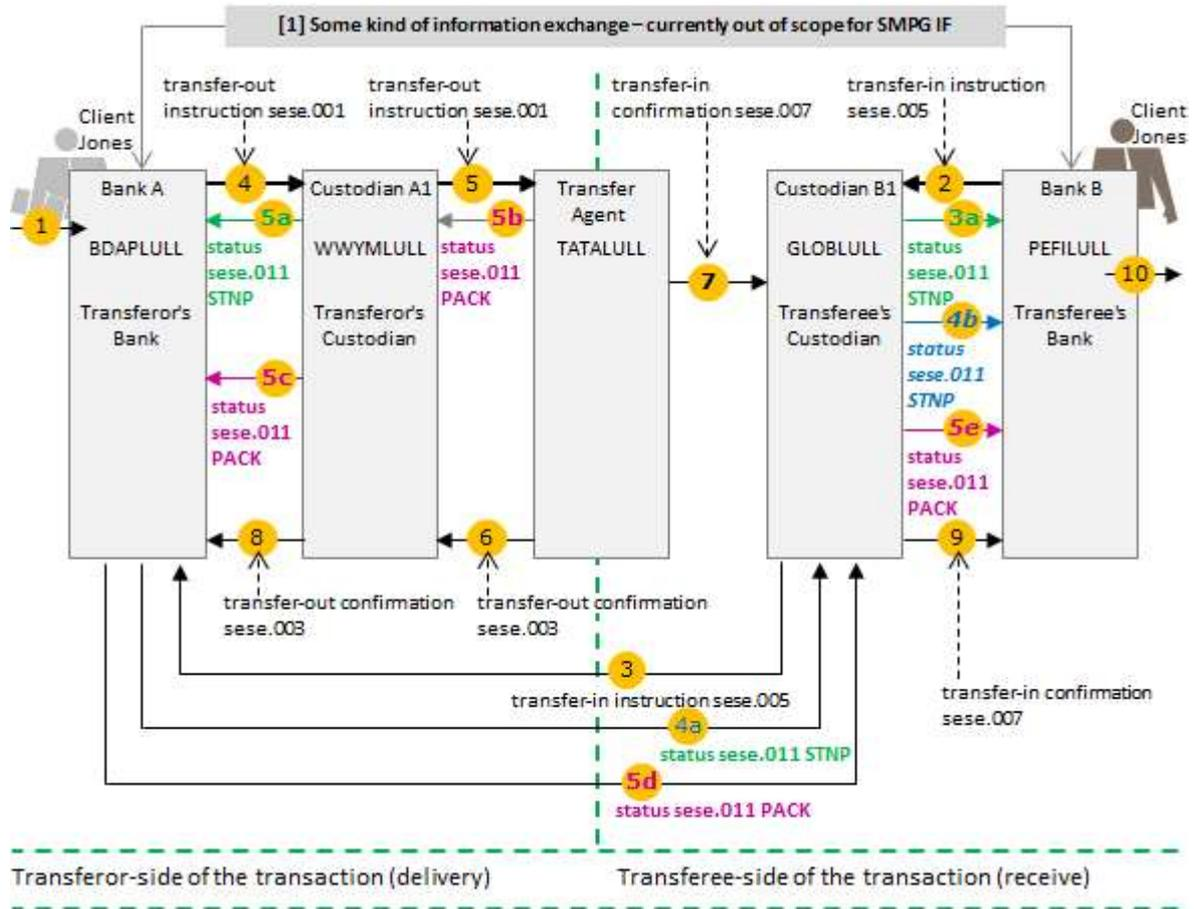 [1] Some kind of information exchange – currently out of scope for SMPG IF
transfer-out
instruction sese.001
transfer-out
instruction sese.001
transfer-in
confirmation sese.007
transfer-in instruction
sese.005
Client
Jones
Client
Jones
Bank A
BDAPLULL
Transferor's
Bank
Custodian A1
WWYMLULL
Transferor's
Custodian
Transfer
Agent
TATALULL
Custodian B1
GLOBLULL
Transferee's
Custodian
Bank B
PEFILULL
Transferee's
Bank
1
4
5
2
5a
status
sese.011
STNP
5b
status
sese.011
PACK
3a
status
sese.011
STNP
7
10
4b
status
sese.011
STNP
5c
status
sese.011
PACK
5e
status
sese.011
PACK
8
6
9
transfer-out confirmation
sese.003
transfer-out confirmation
sese.003
3
transfer-in instruction sese.005
transfer-in confirmation
sese.007
4a
status sese.011 STNP
5d
status sese.011 PACK
Transferor-side of the transaction (delivery)
Transferee-side of the transaction (receive)